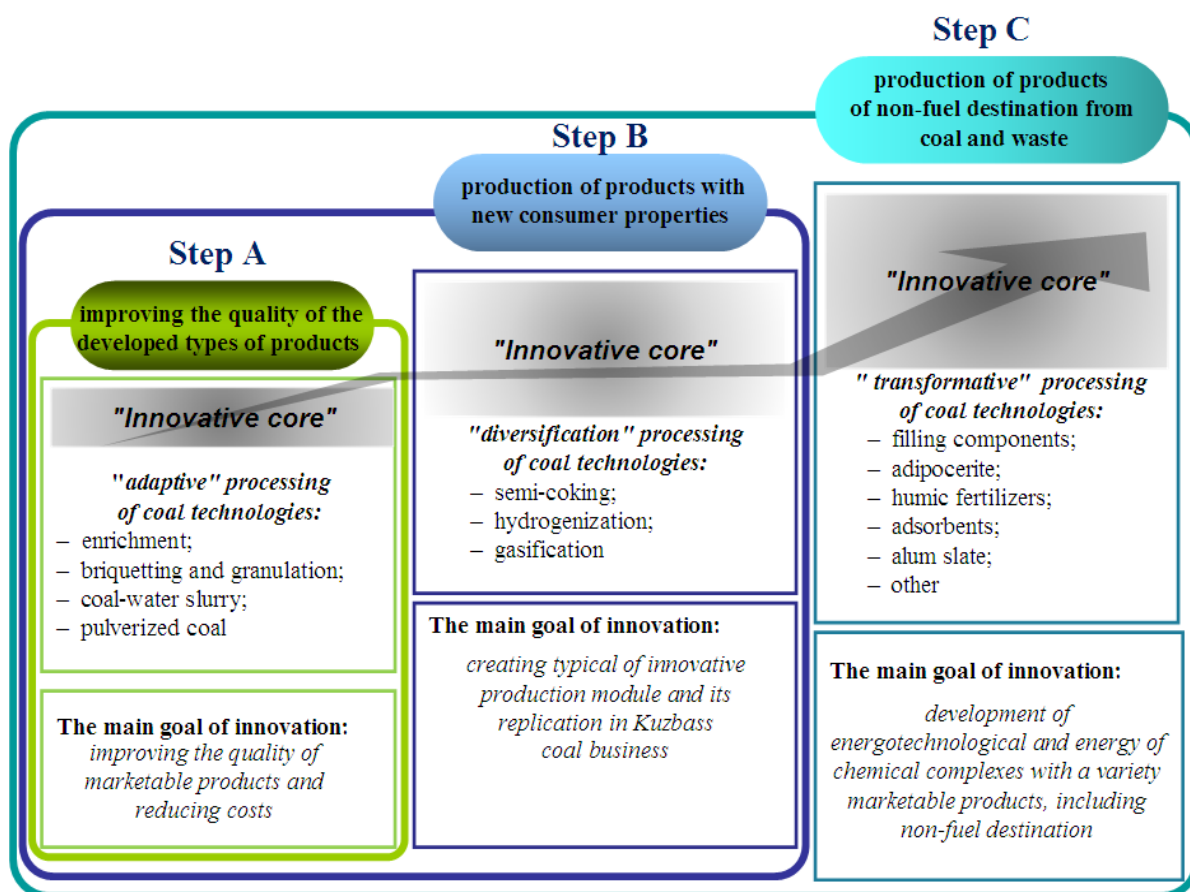 Step A
improving the quality of the
developed types of products
"Innovative core"
"adaptive" processing
of coal technologies:
– enrichment;
– briquetting and granulation;
– coal-water slurry;
– pulverized coal
The main goal of innovation:
improving the quality of
marketable products and
reducing costs
Step B
production of products with
new consumer properties
"Innovative core"
"diversification" processing
of coal technologies:
– semi-coking;
– hydrogenization;
– gasification
The main goal of innovation:
creating typical of innovative
production module and its
replication in Kuzbass
coal business
Step C
production of products
of non-fuel destination from
coal and waste
"Innovative core"
" transformative" processing
of coal technologies:
– filling components;
– adipocerite;
– humic fertilizers;
– adsorbents;
– alum slate;
– other
The main goal of innovation:
development of
energotechnological and energy of
chemical complexes with a variety
marketable products, including
non-fuel destination